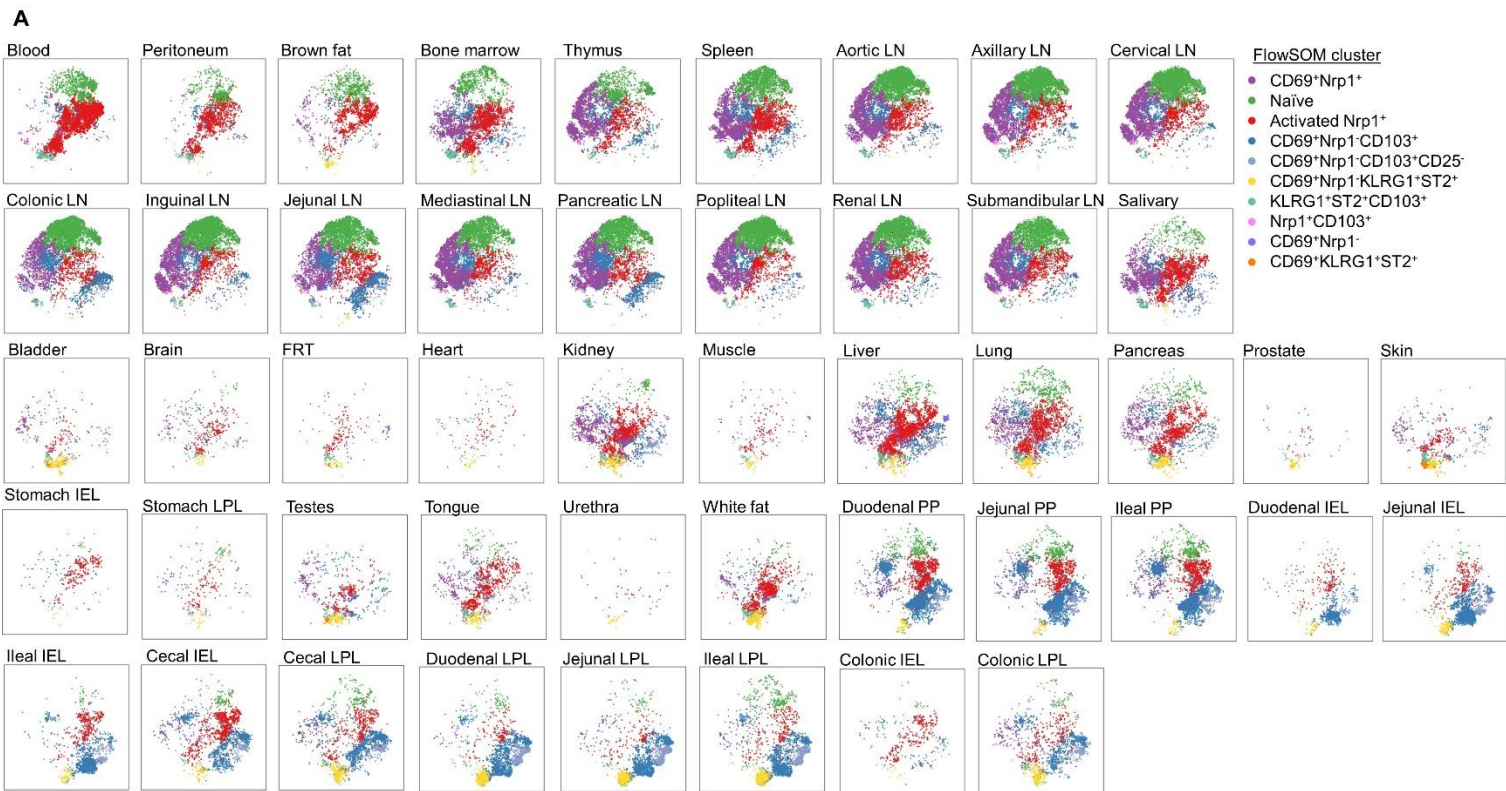 A
Blood Peritoneum Brown fat Bone marrow Thymus Spleen Aortic LN Axillary LN Cervical LN
FlowSOM cluster
CD69⁺Nrp1⁺
Naïve
Activated Nrp1⁺
CD69⁺Nrp1⁻CD103⁺
CD69⁺Nrp1⁻CD103⁺CD25⁻
CD69⁺Nrp1⁻KLRG1⁺ST2⁺
KLRG1⁺ST2⁺CD103⁺
Nrp1⁺CD103⁺
CD69⁺Nrp1⁻
CD69⁺KLRG1⁺ST2⁺
Colonic LN Inguinal LN Jejunal LN Mediastinal LN Pancreatic LN Popliteal LN Renal LN Submandibular LN Salivary
Bladder Brain FRT Heart Kidney Muscle Liver Lung Pancreas Prostate Skin
Stomach IEL Stomach LPL Testes Tongue Urethra White fat Duodenal PP Jejunal PP Ileal PP Duodenal IEL Jejunal IEL
Ileal IEL Cecal IEL Cecal LPL Duodenal LPL Jejunal LPL Ileal LPL Colonic IEL Colonic LPL